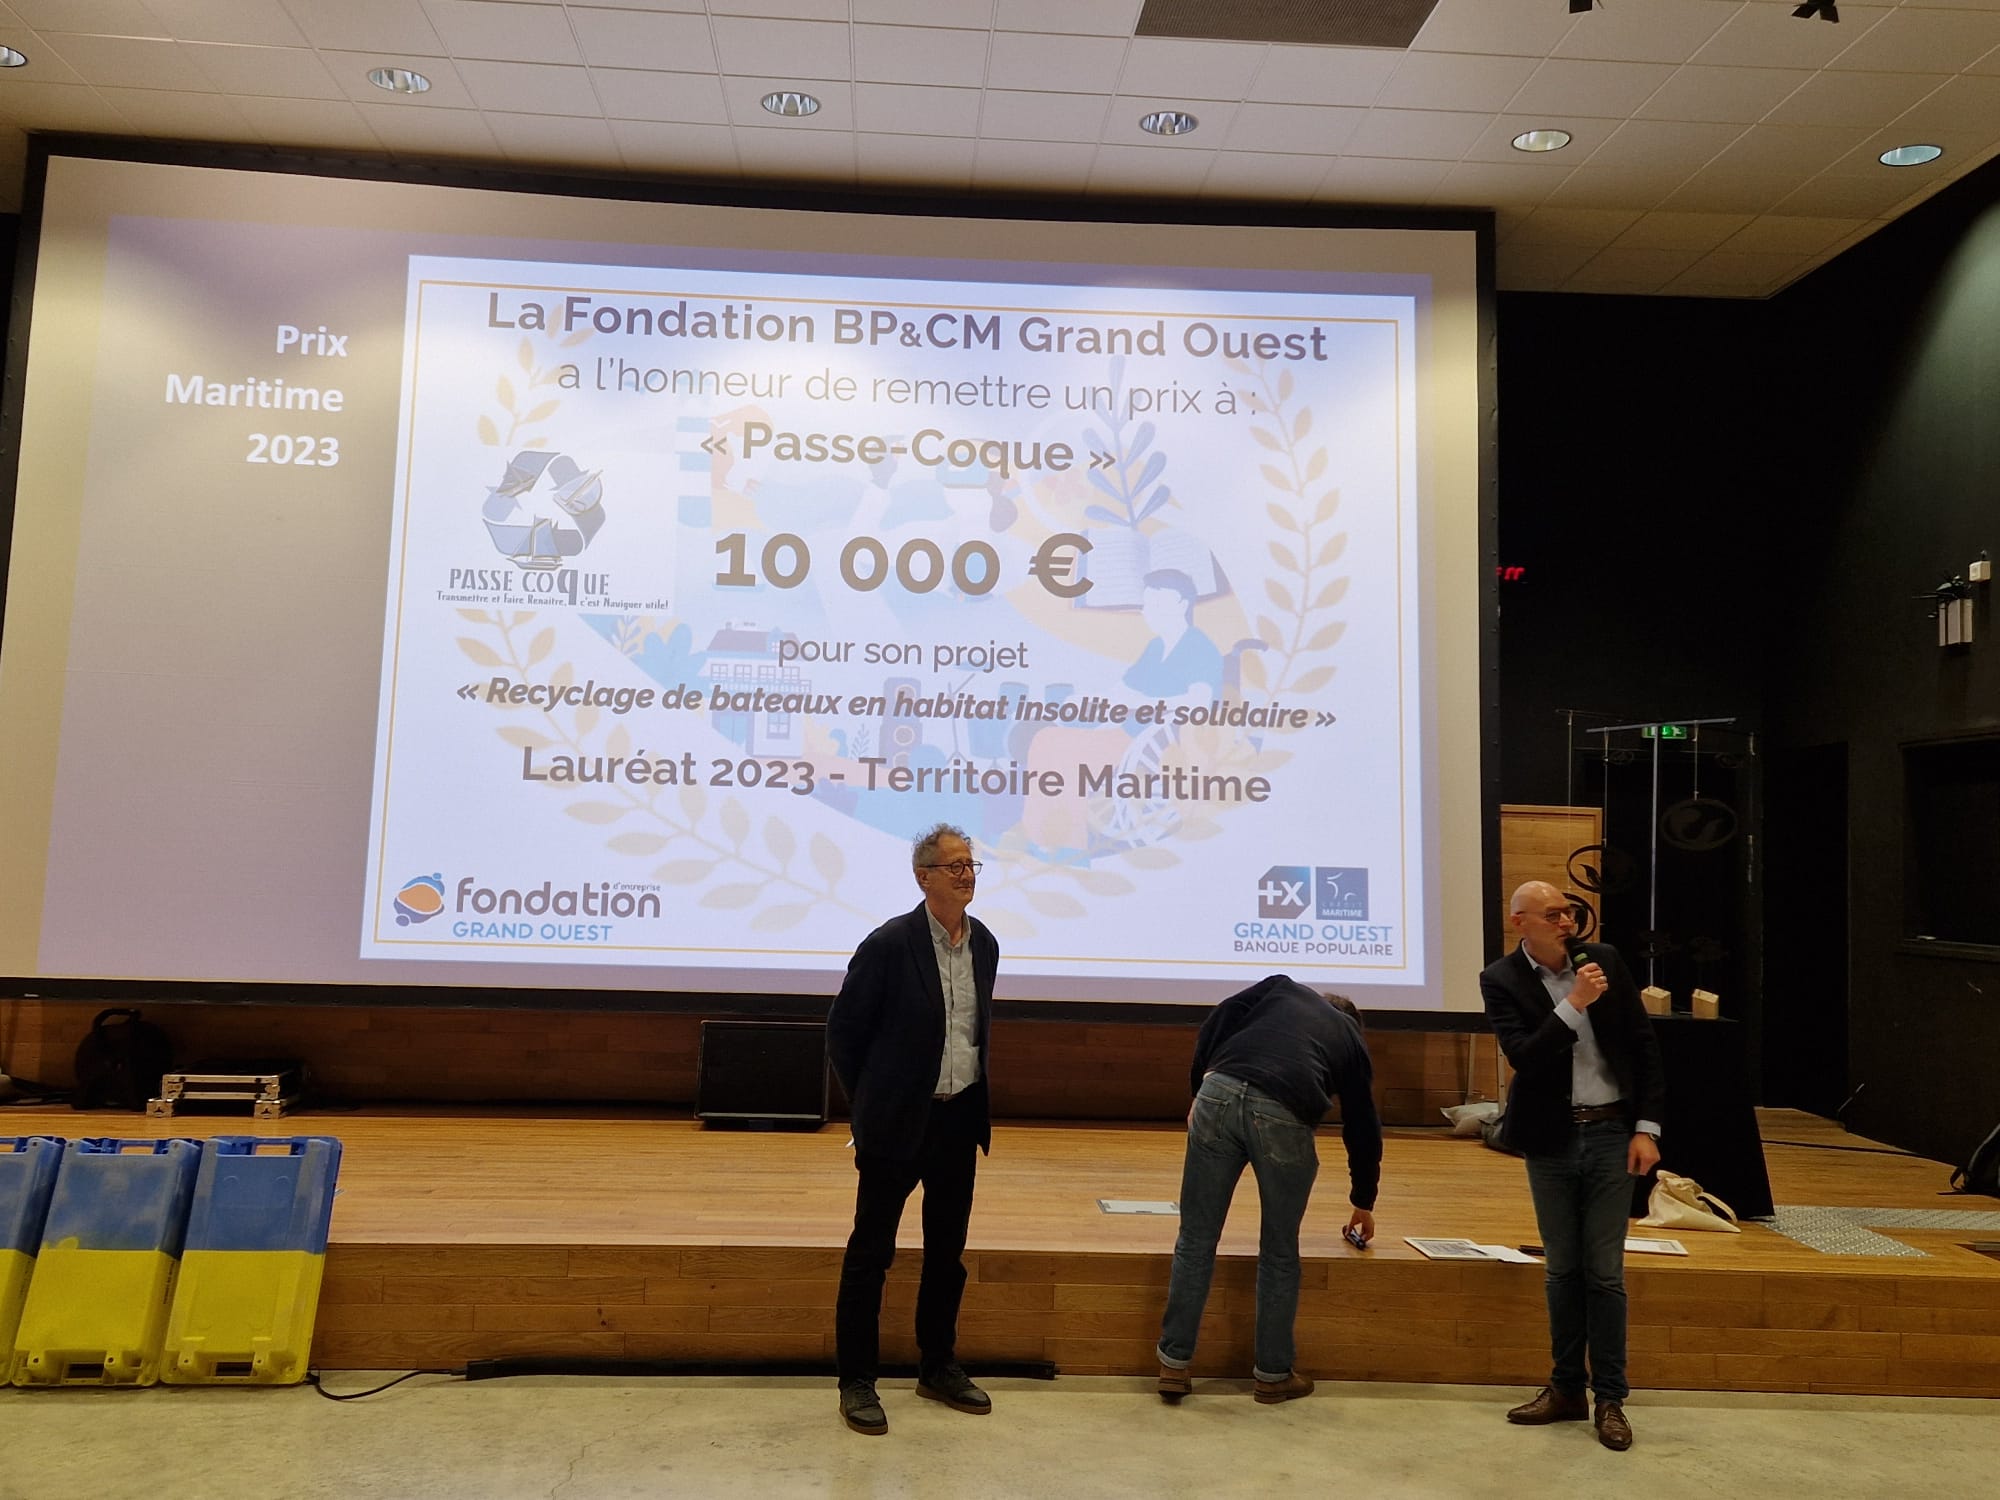 Prix
Maritime
2023
La Fondation BP&CM Grand Ouest
a l'honneur de remettre un prix à :
« Passe-Coque »
PASSE COQUE
Transmettre et Faire Renaitre, c'est Naviguer utile!
10 000 €
pour son projet
« Recyclage de bateaux en habitat insolite et solidaire »
Lauréat 2023 - Territoire Maritime
fondation
d'entreprise
GRAND OUEST
+X
CRÉDIT
MARITIME
GRAND OUEST
BANQUE POPULAIRE